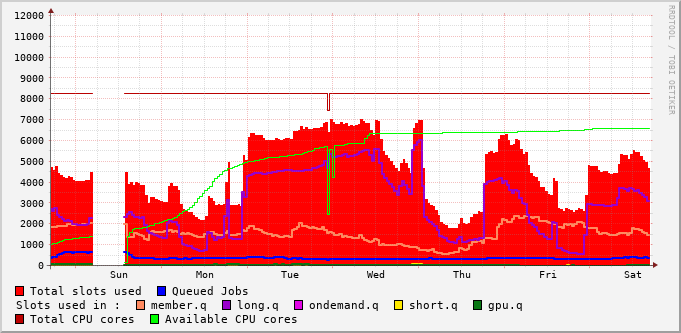 12000
11000
10000
9000
8000
7000
6000
5000
4000
3000
2000
1000
0
Sun Mon Tue Wed Thu Fri Sat
RRDTOOL / TOBI OETIKER
Total slots used Queued Jobs
Slots used in : member.q long.q ondemand.q short.q gpu.q
Total CPU cores Available CPU cores